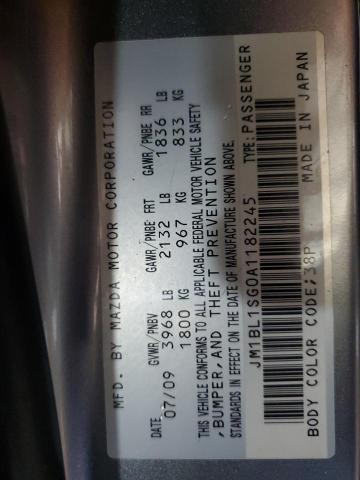 MFD. BY MAZDA MOTOR CORPORATION
DATE GVWR/PNBV GAWR/PNBE FRT GAWR/PNBE RR
07/09 3968 LB 2132 LB 1836 LB
1800 KG 967 KG 833 KG
THIS VEHICLE CONFORMS TO ALL APPLICABLE FEDERAL MOTOR VEHICLE SAFETY
, BUMPER, AND THEFT PREVENTION
STANDARDS IN EFFECT ON THE DATE OF MANUFACTURE SHOWN ABOVE.
JM1BL1SG0A1182245 TYPE:PASSENGER
BODY COLOR CODE:38P MADE IN JAPAN